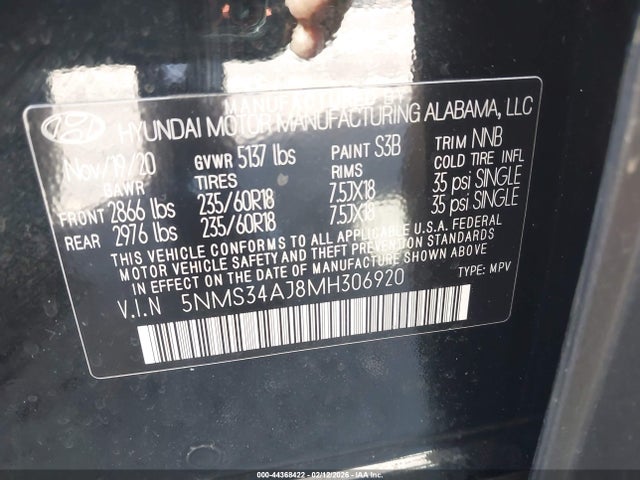 MANUFACTURED BY
HYUNDAI MOTOR MANUFACTURING ALABAMA, LLC
Nov/19/20 GVWR 5137 lbs PAINT S3B TRIM NNB
GAWR TIRES RIMS COLD TIRE INFL
FRONT 2866 lbs 235/60R18 7.5JX18 35 psi SINGLE
REAR 2976 lbs 235/60R18 7.5JX18 35 psi SINGLE
THIS VEHICLE CONFORMS TO ALL APPLICABLE U.S.A. FEDERAL
MOTOR VEHICLE SAFETY AND THEFT PREVENTION STANDARDS
IN EFFECT ON THE DATE OF MANUFACTURE SHOWN ABOVE
V.I.N 5NMS34AJ8MH306920 TYPE: MPV
000-44368422 - 02/12/2026 - IAA, Inc.